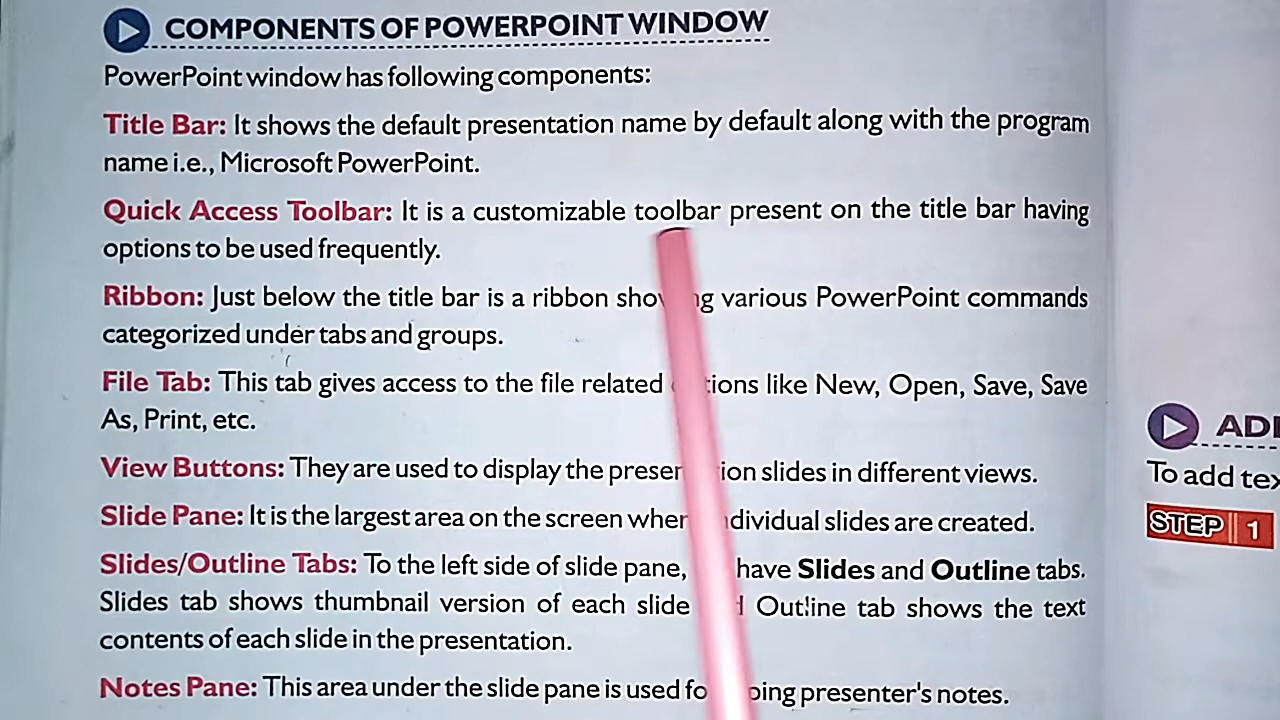 COMPONENTS OF POWERPOINT WINDOW
PowerPoint window has following components:
Title Bar: It shows the default presentation name by default along with the program
name i.e., Microsoft PowerPoint.
Quick Access Toolbar: It is a customizable toolbar present on the title bar having
options to be used frequently.
Ribbon: Just below the title bar is a ribbon various PowerPoint commands
categorized under tabs and groups.
File Tab: This tab gives access to the file related like New, Open, Save, Save
As, Print, etc.
View Buttons: They are used to display the slides in different views.
Slide Pane: It is the largest area on the screen slides are created.
Slides/Outline Tabs: To the left side of slide pane, have Slides and Outline tabs.
Slides tab shows thumbnail version of each slide Outline tab shows the text
contents of each slide in the presentation.
Notes Pane: This area under the slide pane is used presenter's notes.
To add
STEP 1